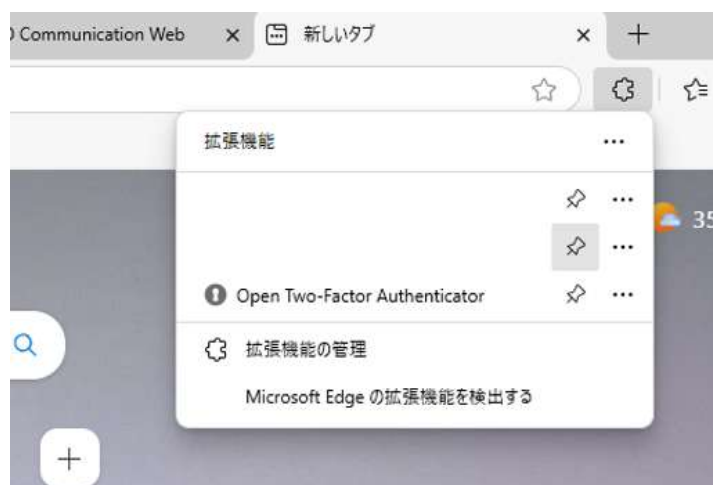 Communication Web
新しいタブ
拡張機能
Open Two-Factor Authenticator
拡張機能の管理
Microsoft Edge の拡張機能を検出する
35